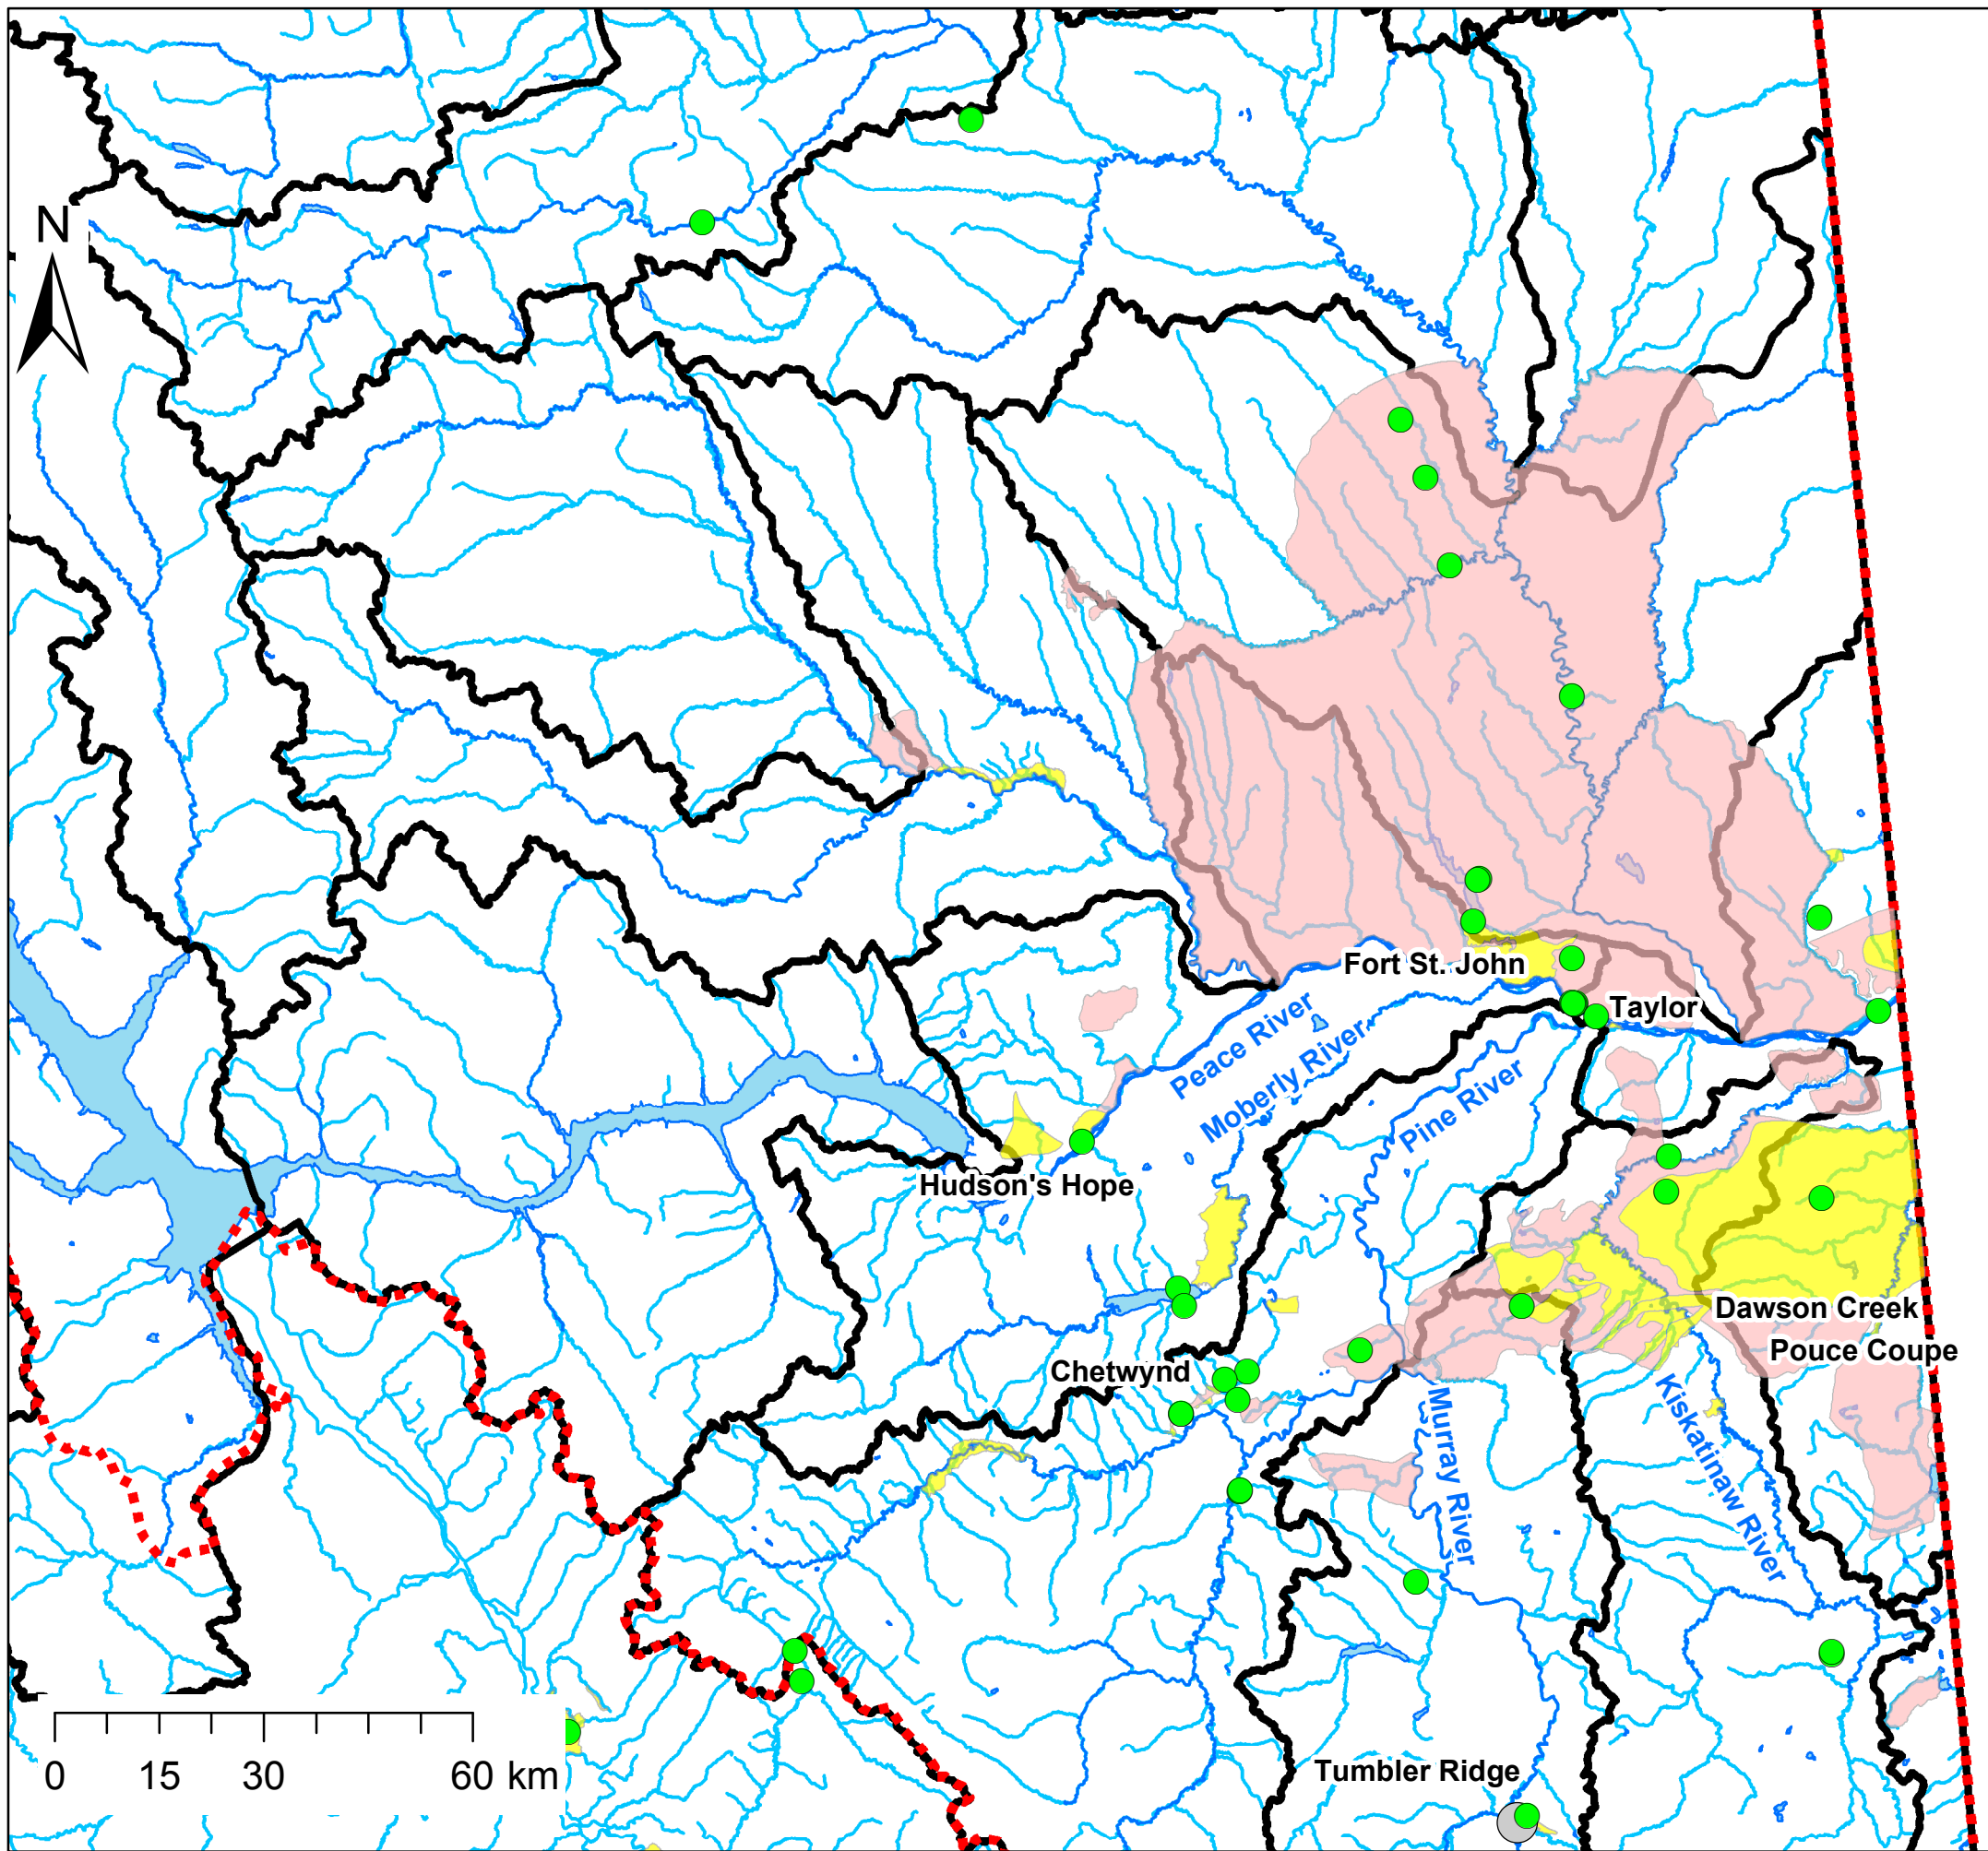 N
Fort St. John
Taylor
Peace River
Moberly River
Pine River
Hudson's Hope
Dawson Creek
Pouce Coupe
Chetwynd
Murray River
Kiskatinaw River
Tumbler Ridge
0 15 30 60 km